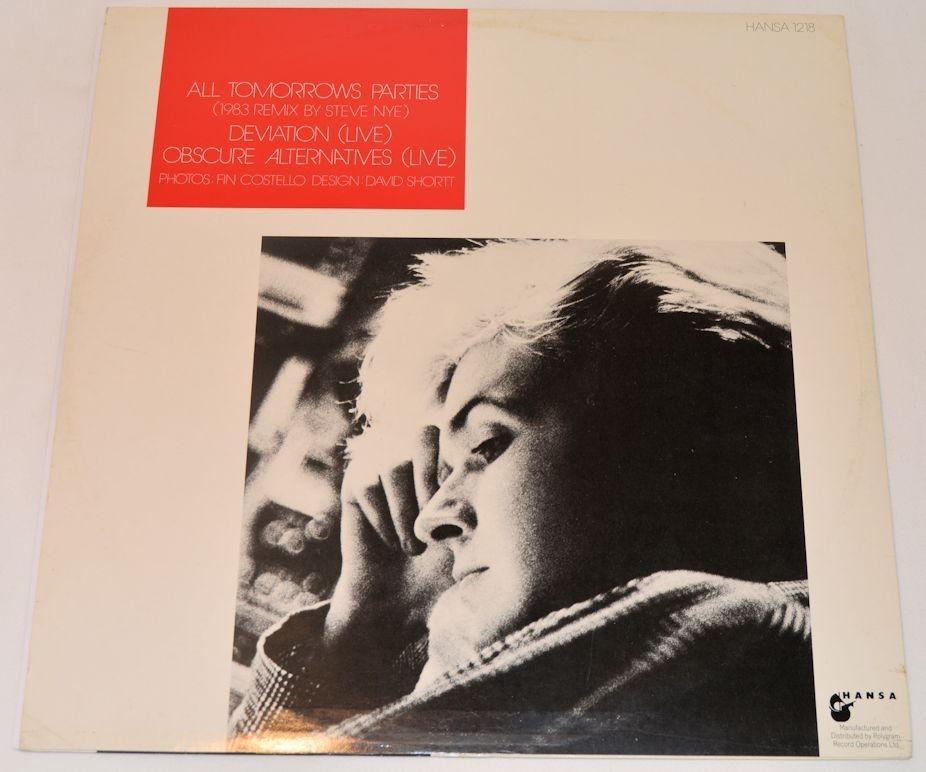 HANSA 1218
ALL TOMORROWS PARTIES
(1983 REMIX BY STEVE NYE)
DEVIATION (LIVE)
OBSCURE ALTERNATIVES (LIVE)
PHOTOS: FIN COSTELLO DESIGN: DAVID SHORTT
HANSA
Manufactured and
Distributed by Polygram
Record Operations Ltd.